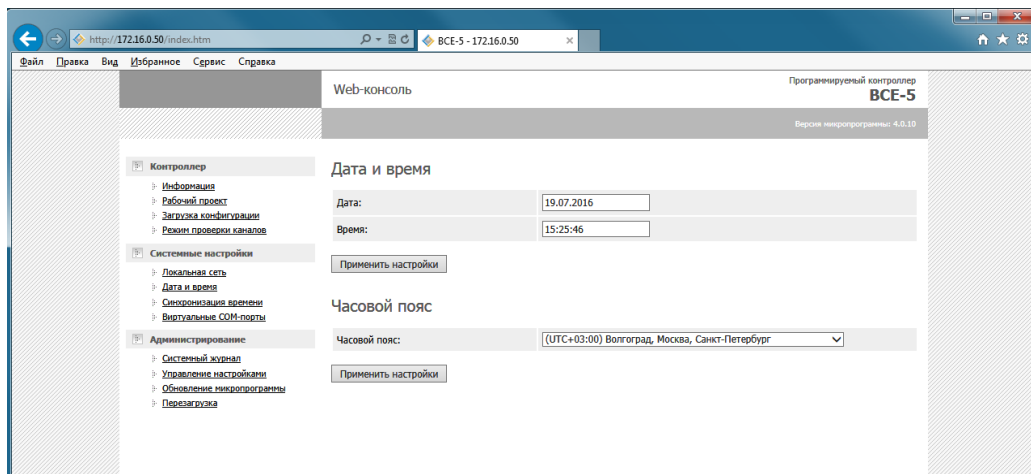 http://172.16.0.50/index.htm
BCE-5 - 172.16.0.50
Файл Правка Вид Избранное Сервис Справка
Web-консоль
Программируемый контроллер
BCE-5
Версия микропрограммы: 4.0.10
Контроллер
Информация
Рабочий проект
Загрузка конфигурации
Режим проверки каналов
Системные настройки
Локальная сеть
Дата и время
Синхронизация времени
Виртуальные COM-порты
Администрирование
Системный журнал
Управление настройками
Обновление микропрограммы
Перезагрузка
Дата и время
Дата: 19.07.2016
Время: 15:25:46
Применить настройки
Часовой пояс
Часовой пояс: (UTC+03:00) Волгоград, Москва, Санкт-Петербург
Применить настройки